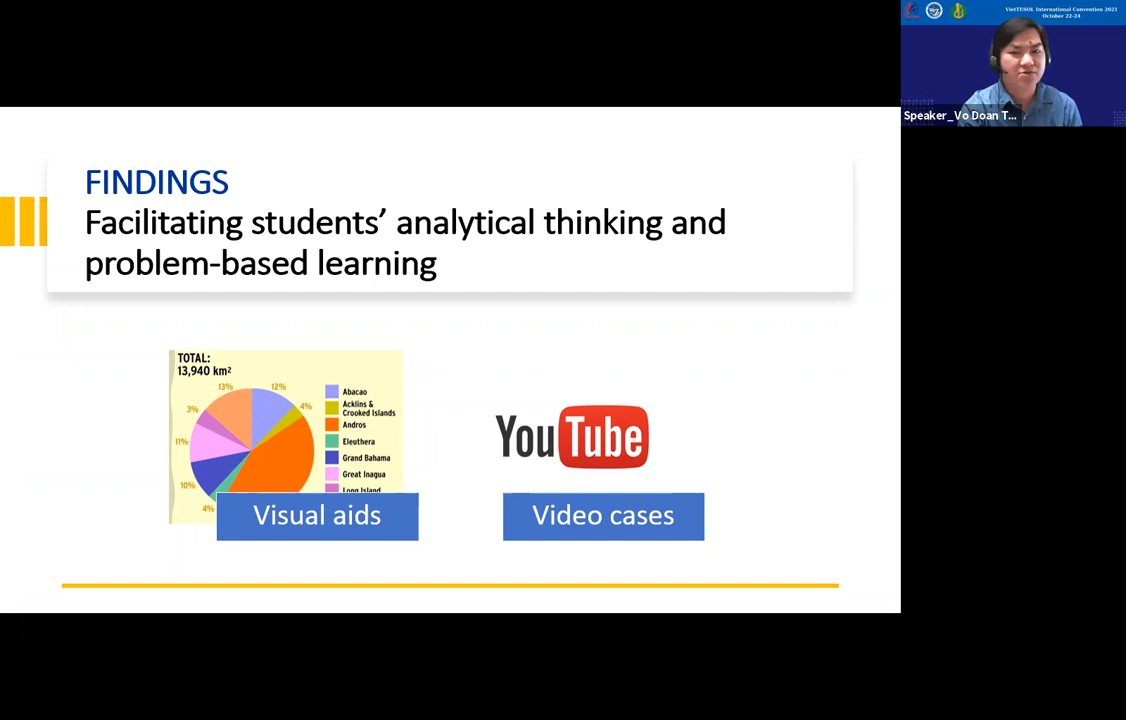 VietTESOL International Convention 2021
October 22-24
Speaker_Vo Doan T...
FINDINGS
Facilitating students’ analytical thinking and
problem-based learning
TOTAL:
13,940 km²
13%
12%
4%
3%
11%
10%
4%
Abacao
Acklins &
Crooked Islands
Andros
Eleuthera
Grand Bahama
Great Inagua
Long Island
YouTube
Visual aids
Video cases